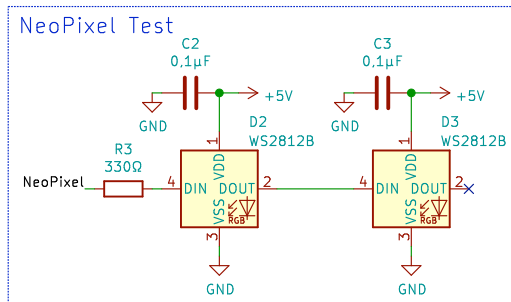 NeoPixel Test
C2
0,1µF
+5V
GND
C3
0,1µF
+5V
GND
D2
WS2812B
D3
WS2812B
R3
330Ω
NeoPixel
1
VDD
4
DIN
DOUT
2
VSS
RGB
3
GND
1
VDD
4
DIN
DOUT
2
VSS
RGB
3
GND